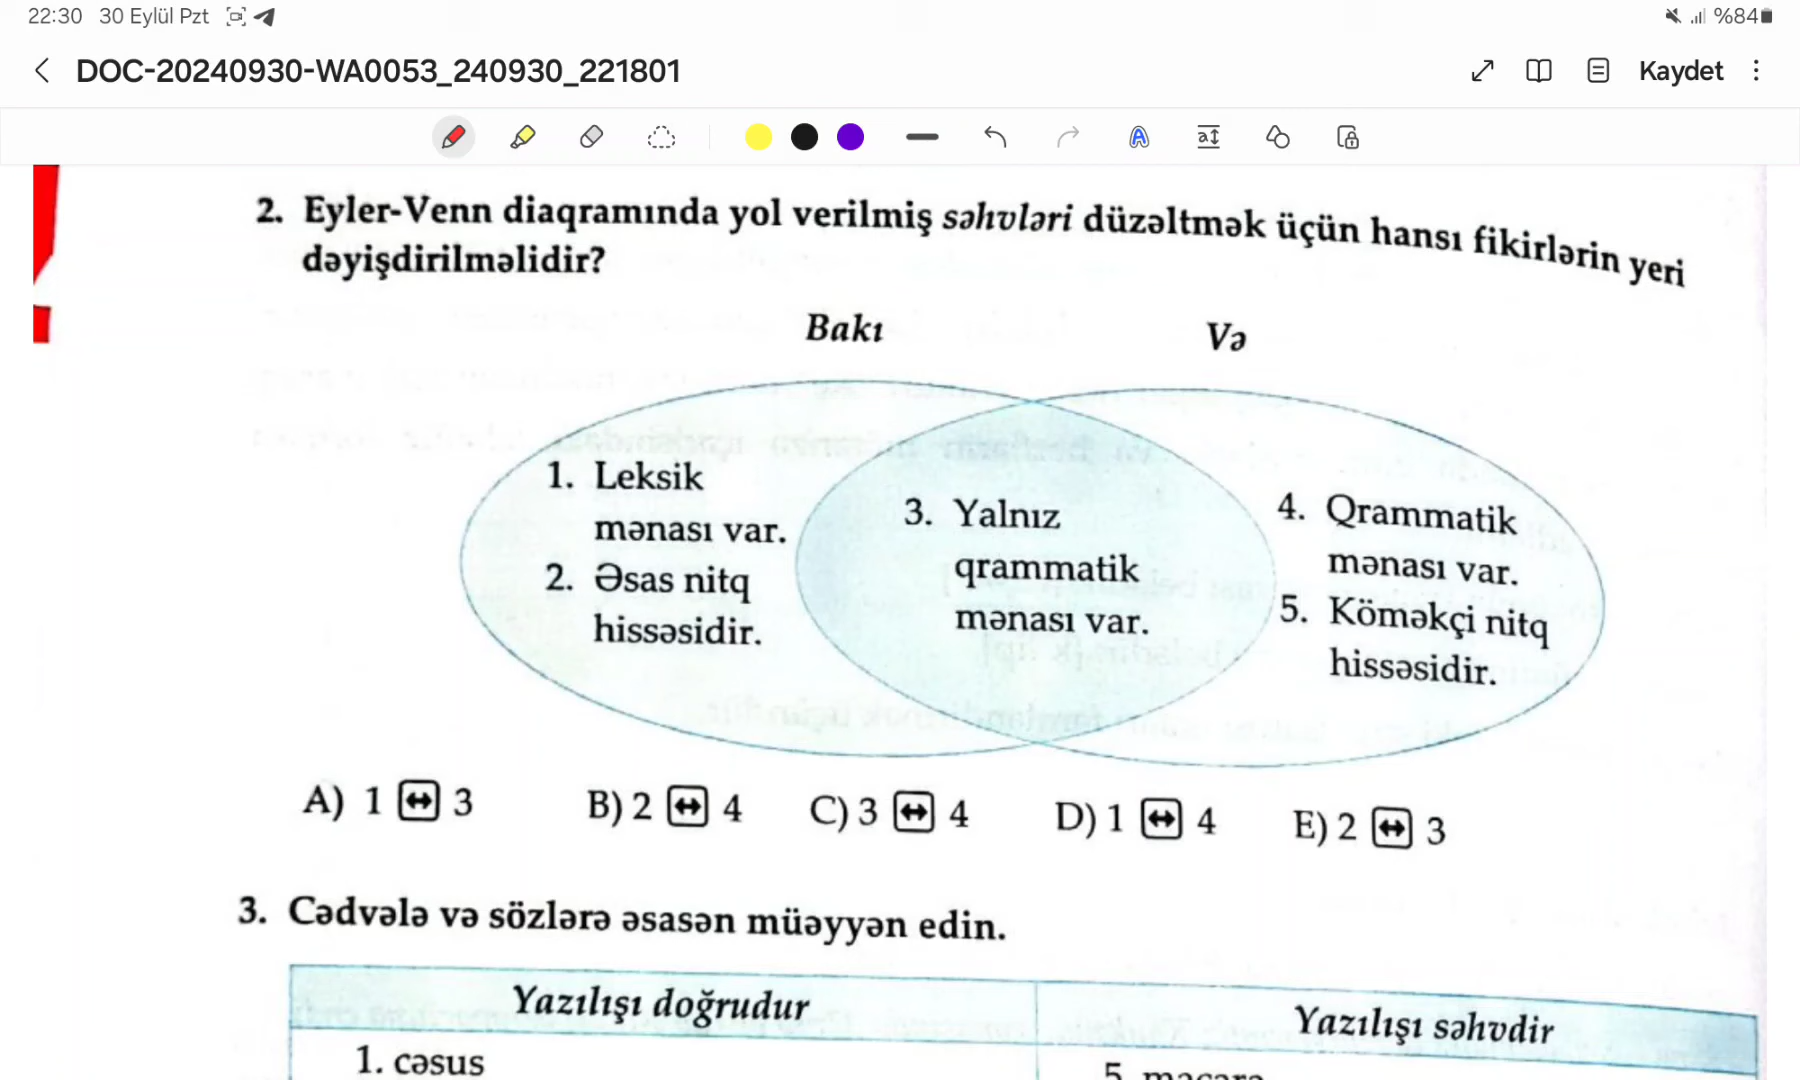 22:30 30 Eylül Pzt %84
DOC-20240930-WA0053_240930_221801 Kaydet
2. Eyler-Venn diaqramında yol verilmiş səhvləri düzəltmək üçün hansı fikirlərin yeri
dəyişdirilməlidir?
Bakı Və
1. Leksik
mənası var.
2. Əsas nitq
hissəsidir.
3. Yalnız
qrammatik
mənası var.
4. Qrammatik
mənası var.
5. Köməkçi nitq
hissəsidir.
A) 1 ↔ 3 B) 2 ↔ 4 C) 3 ↔ 4 D) 1 ↔ 4 E) 2 ↔ 3
3. Cədvələ və sözlərə əsasən müəyyən edin.
Yazılışı doğrudur Yazılışı səhvdir
1. casus
5.